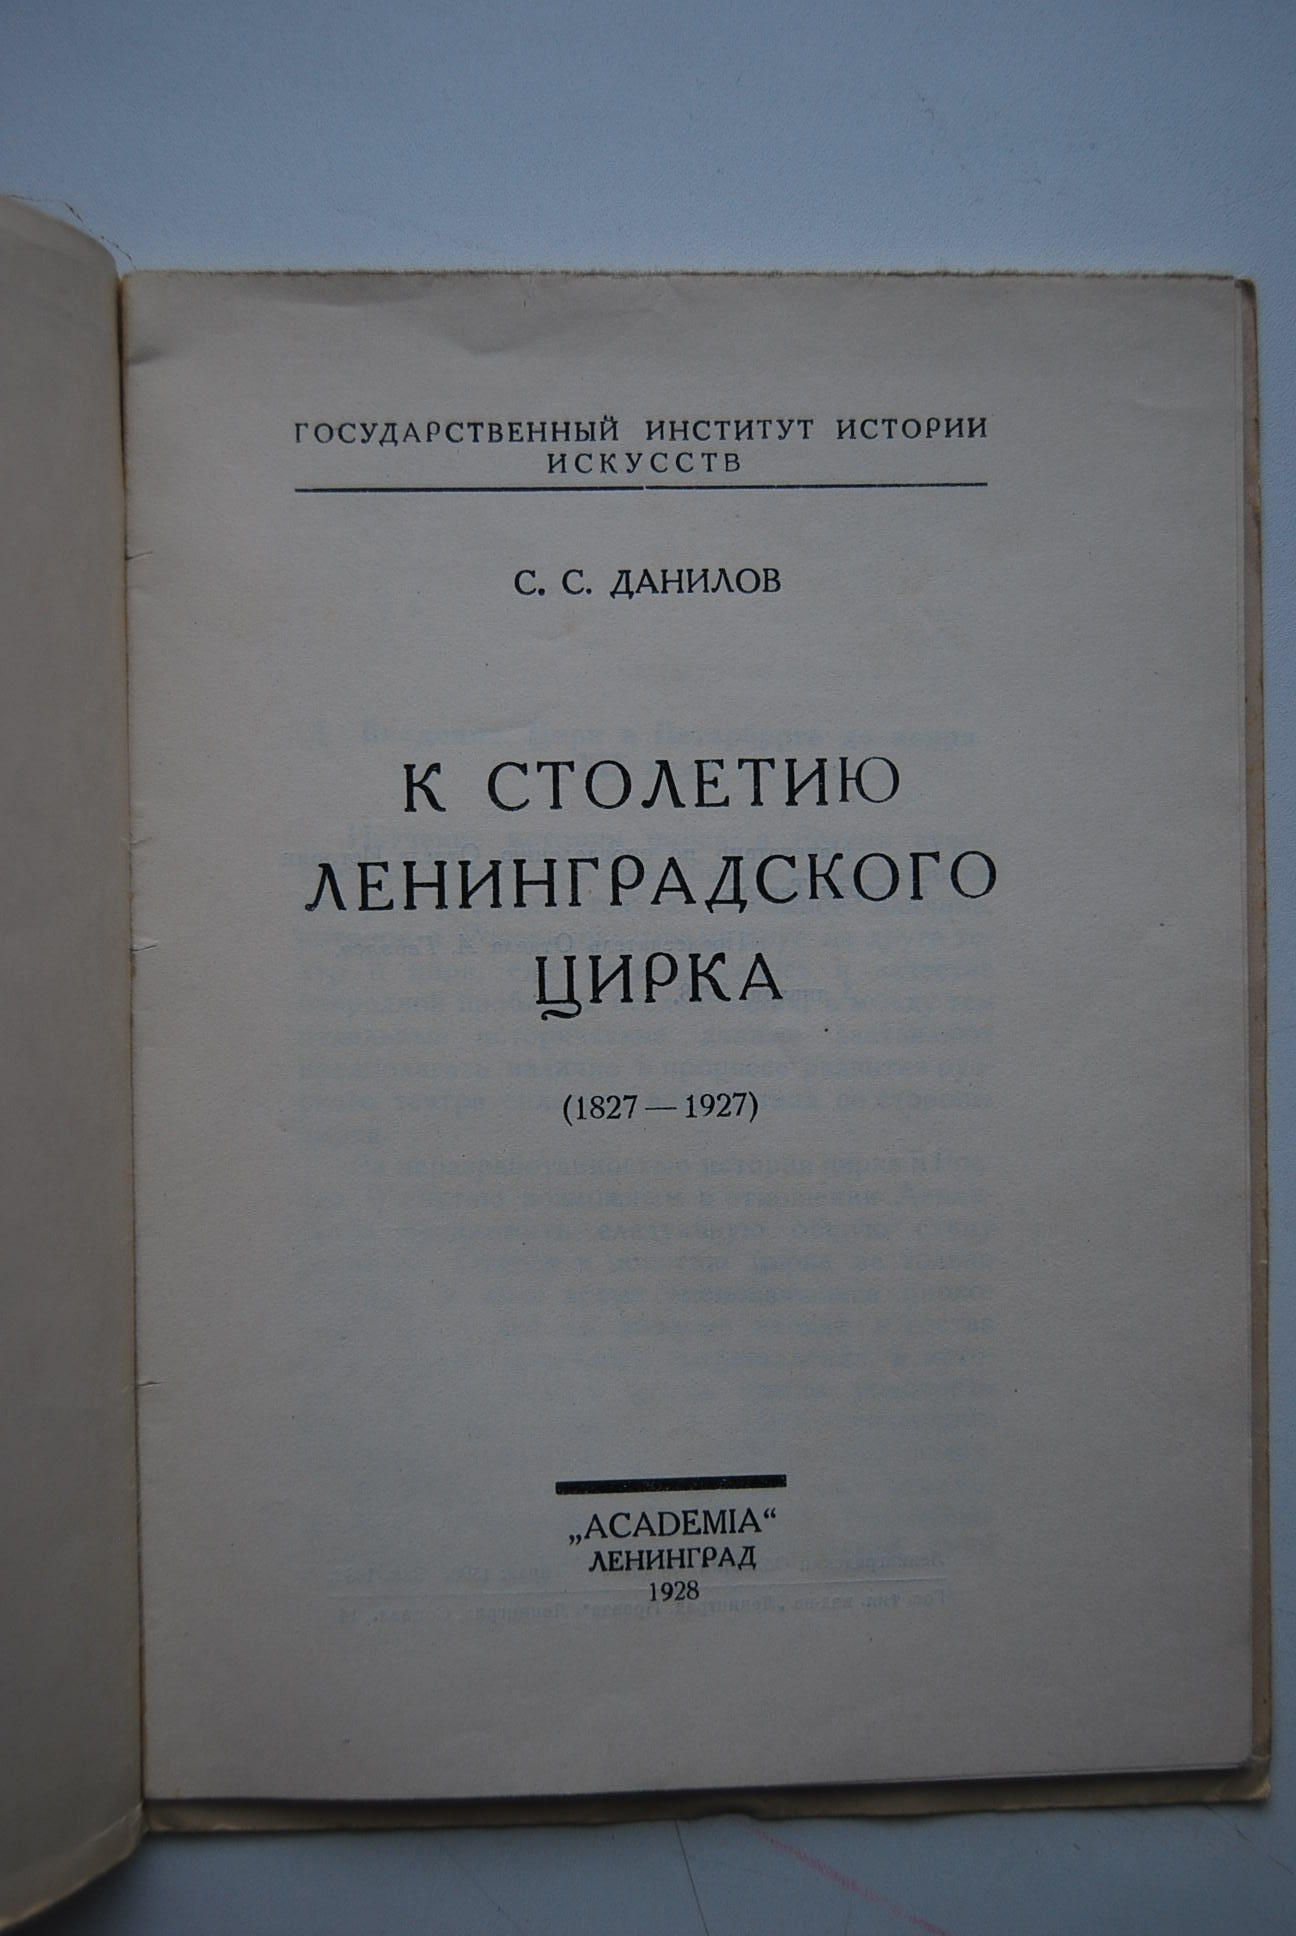 ГОСУДАРСТВЕННЫЙ ИНСТИТУТ ИСТОРИИ
ИСКУССТВ
С. С. ДАНИЛОВ
К СТОЛЕТИЮ
ЛЕНИНГРАДСКОГО
ЦИРКА
(1827 — 1927)
„ACADEMIA“
ЛЕНИНГРАД
1928